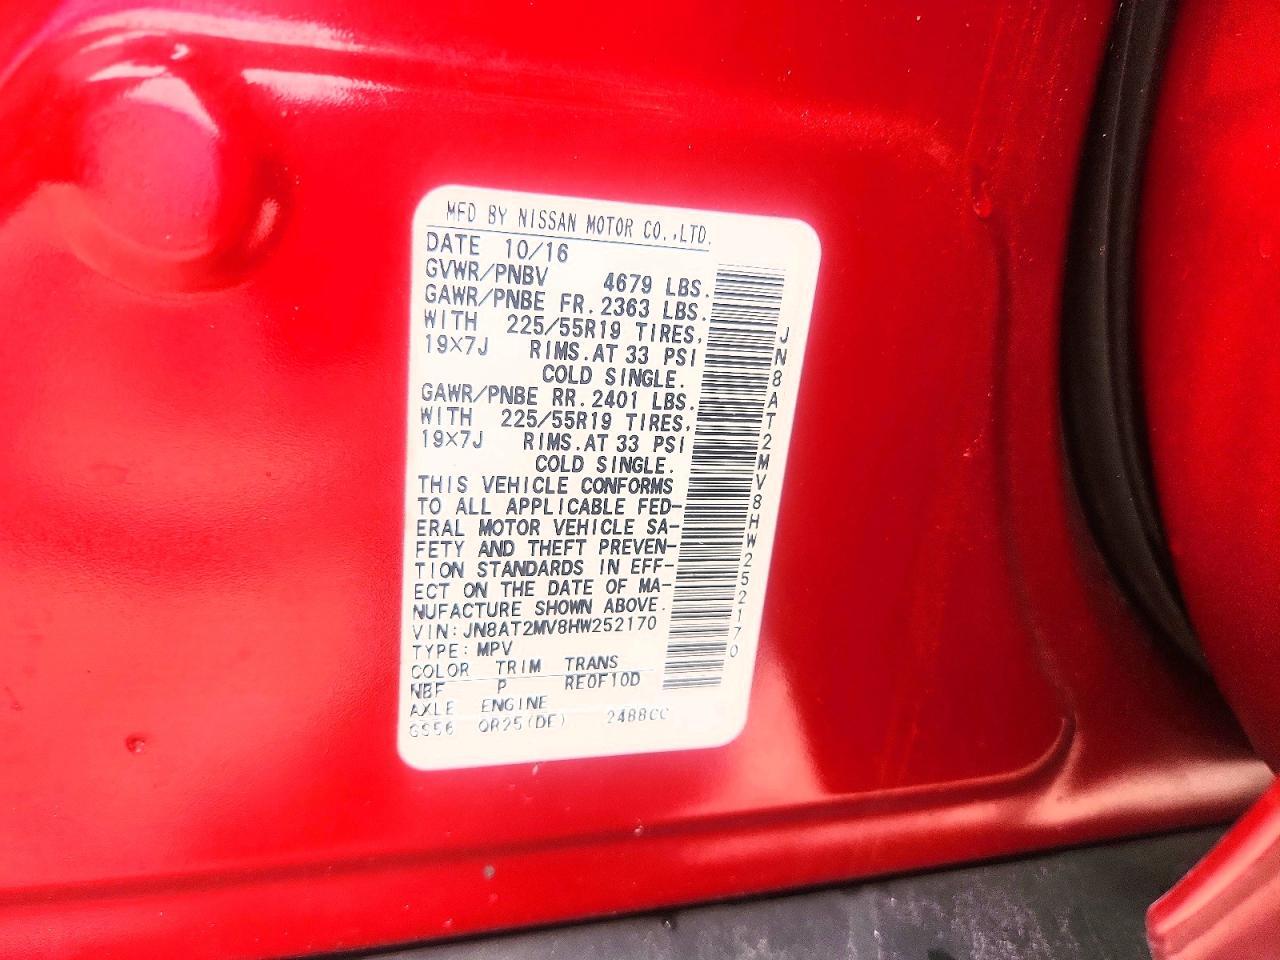 MFD BY NISSAN MOTOR CO.,LTD.
DATE 10/16
GVWR/PNBV 4679 LBS.
GAWR/PNBE FR.2363 LBS.
WITH 225/55R19 TIRES,
19×7J RIMS.AT 33 PSI
COLD SINGLE.
GAWR/PNBE RR.2401 LBS.
WITH 225/55R19 TIRES,
19×7J RIMS.AT 33 PSI
COLD SINGLE.
THIS VEHICLE CONFORMS
TO ALL APPLICABLE FED-
ERAL MOTOR VEHICLE SA-
FETY AND THEFT PREVEN-
TION STANDARDS IN EFF-
ECT ON THE DATE OF MA-
NUFACTURE SHOWN ABOVE.
VIN:JN8AT2MV8HW252170
TYPE:MPV
COLOR TRIM TRANS
NBF P RE0F10D
AXLE ENGINE
GS56 QR25(DE) 2488CC
JN8AT2MV8HW252170